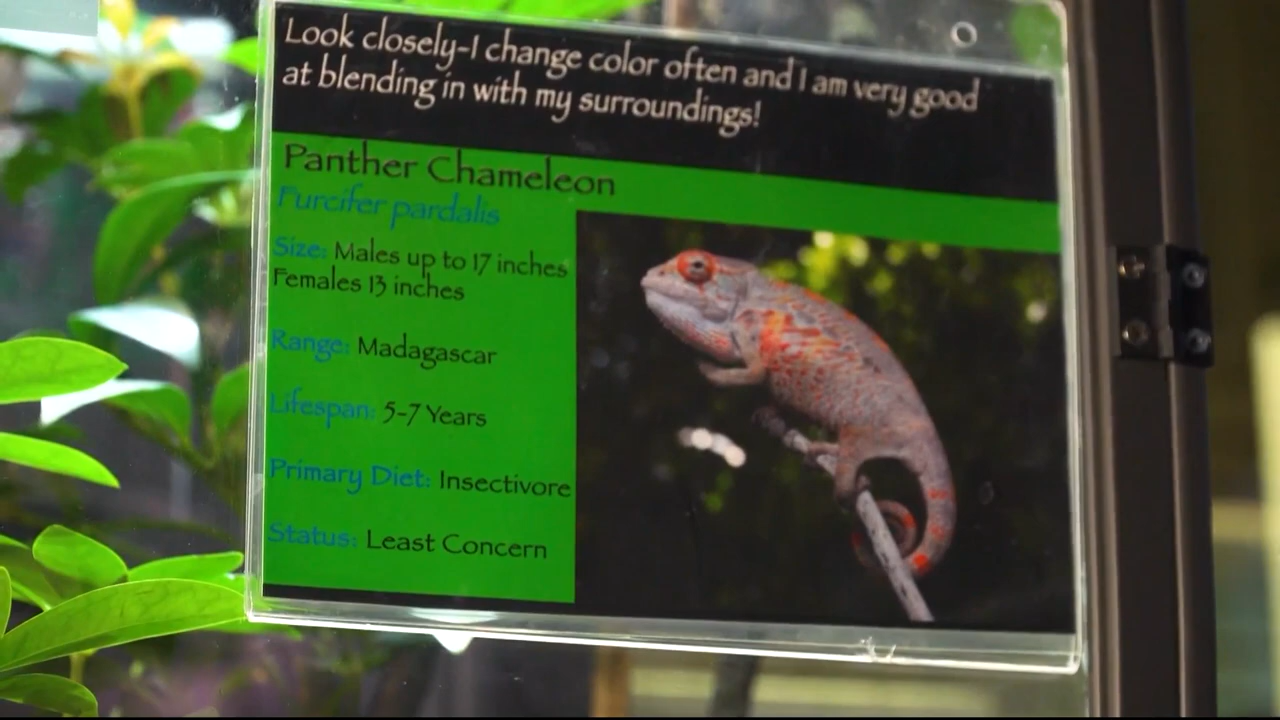 Look closely-I change color often and I am very good
at blending in with my surroundings!
Panther Chameleon
Furcifer pardalis
Size: Males up to 17 inches
Females 13 inches
Range: Madagascar
Lifespan: 5-7 Years
Primary Diet: Insectivore
Status: Least Concern